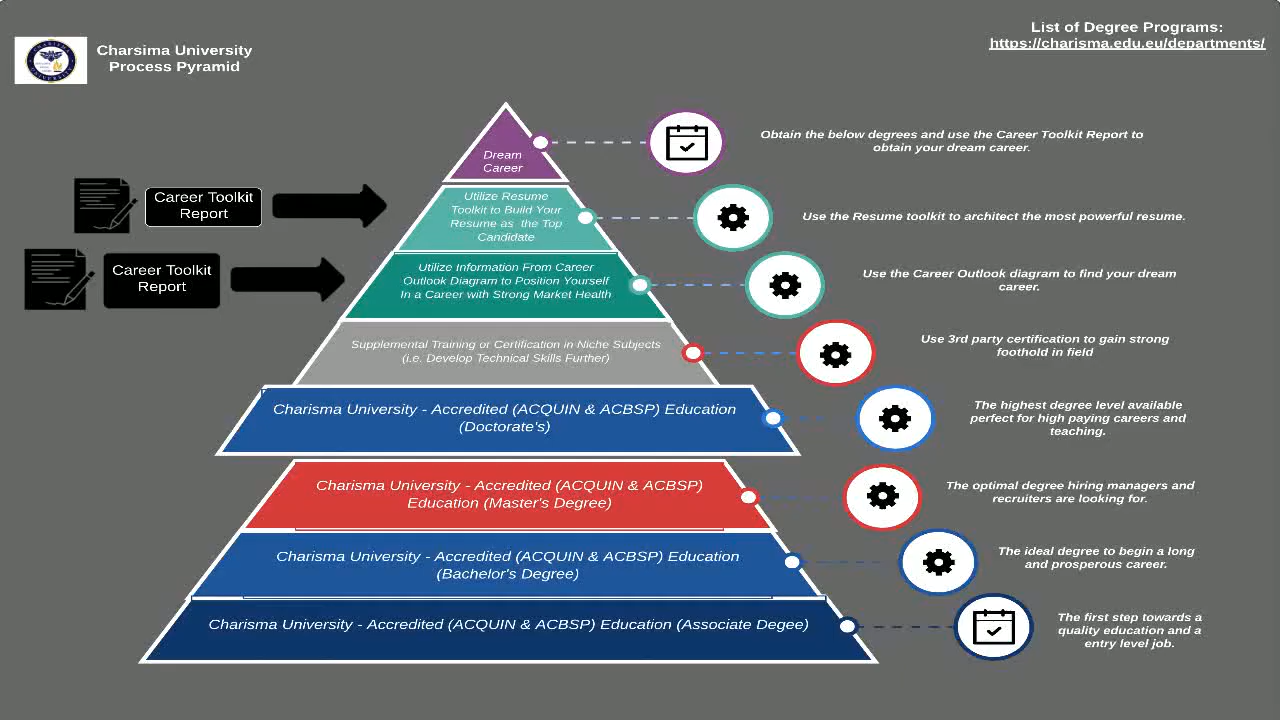 List of Degree Programs:
https://charisma.edu.eu/departments/
Charsima University
Process Pyramid
Dream
Career
Obtain the below degrees and use the Career Toolkit Report to
obtain your dream career.
Career Toolkit
Report
Utilize Resume
Toolkit to Build Your
Resume as the Top
Candidate
Use the Resume toolkit to architect the most powerful resume.
Career Toolkit
Report
Utilize Information From Career
Outlook Diagram to Position Yourself
In a Career with Strong Market Health
Use the Career Outlook diagram to find your dream
career.
Supplemental Training or Certification in Niche Subjects
(i.e. Develop Technical Skills Further)
Use 3rd party certification to gain strong
foothold in field
Charisma University - Accredited (ACQUIN & ACBSP) Education
(Doctorate's)
The highest degree level available
perfect for high paying careers and
teaching.
Charisma University - Accredited (ACQUIN & ACBSP)
Education (Master's Degree)
The optimal degree hiring managers and
recruiters are looking for.
Charisma University - Accredited (ACQUIN & ACBSP) Education
(Bachelor's Degree)
The ideal degree to begin a long
and prosperous career.
Charisma University - Accredited (ACQUIN & ACBSP) Education (Associate Degee)
The first step towards a
quality education and a
entry level job.